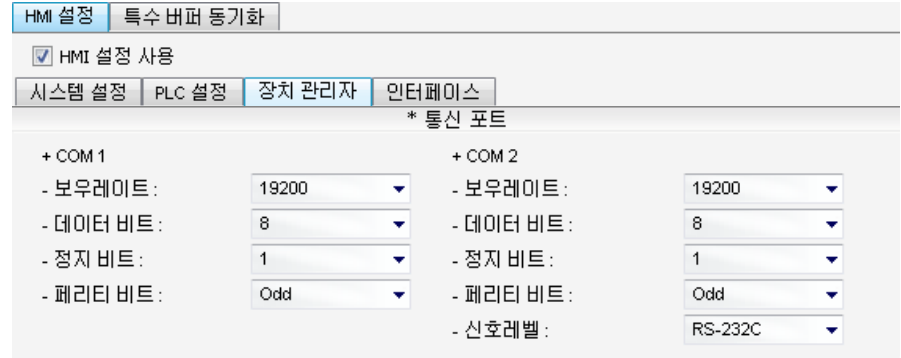 HMI 설정 특수 버퍼 동기화
HMI 설정 사용
시스템 설정 PLC 설정 장치 관리자 인터페이스
* 통신 포트
+ COM 1 + COM 2
- 보우레이트 : 19200 - 보우레이트 : 19200
- 데이터 비트 : 8 - 데이터 비트 : 8
- 정지 비트 : 1 - 정지 비트 : 1
- 페리티 비트 : Odd - 페리티 비트 : Odd
- 신호레벨 : RS-232C